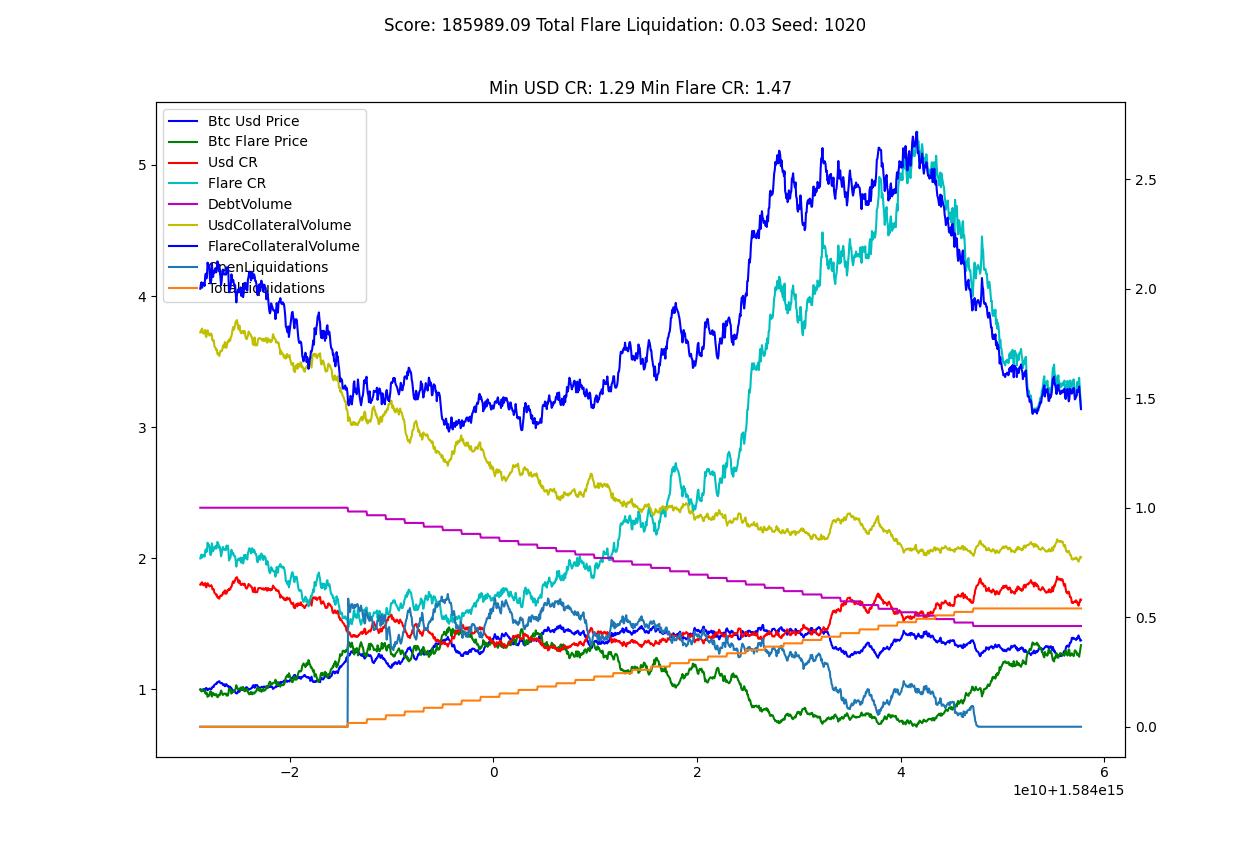 Score: 185989.09 Total Flare Liquidation: 0.03 Seed: 1020
Min USD CR: 1.29 Min Flare CR: 1.47
Btc Usd Price
Btc Flare Price
Usd CR
Flare CR
DebtVolume
UsdCollateralVolume
FlareCollateralVolume
OpenLiquidations
TotalLiquidations
5
4
3
2
1
2.5
2.0
1.5
1.0
0.5
0.0
−2 0 2 4 6
1e10+1.584e15